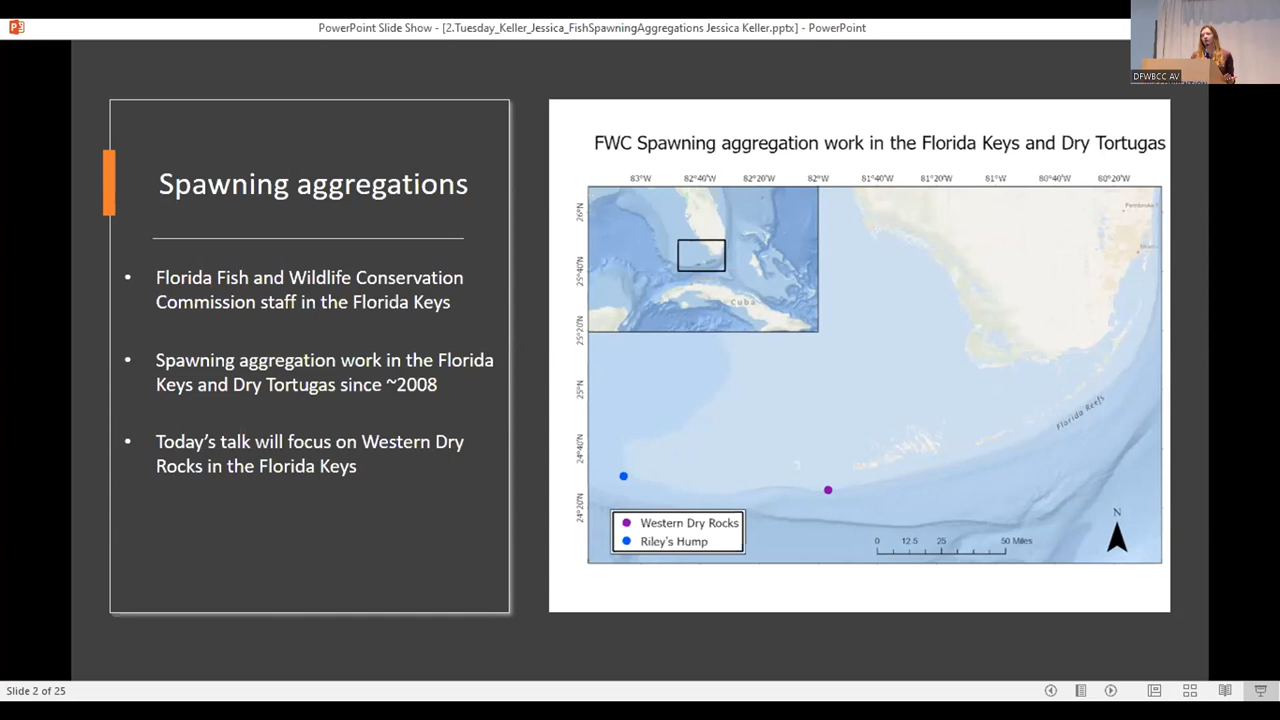 PowerPoint Slide Show - [2.Tuesday_Keller_Jessica_FishSpawningAggregations Jessica Keller.pptx] - PowerPoint
DFWBCC AV
Spawning aggregations
• Florida Fish and Wildlife Conservation
Commission staff in the Florida Keys
• Spawning aggregation work in the Florida
Keys and Dry Tortugas since ~2008
• Today's talk will focus on Western Dry
Rocks in the Florida Keys
FWC Spawning aggregation work in the Florida Keys and Dry Tortugas
83°W 82°40'W 82°20'W 82°W 81°40'W 81°20'W 81°W 80°40'W 80°20'W
26°N
25°40'N
25°20'N
25°N
24°40'N
24°20'N
Cuba
Florida Reefs
Western Dry Rocks
Riley's Hump
0 12.5 25 50 Miles
N
Slide 2 of 25